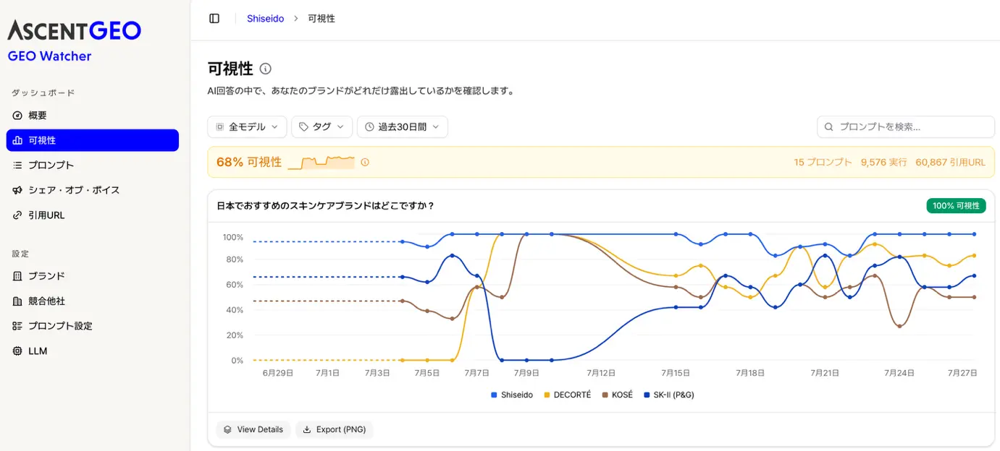 ASCENTGEO
GEO Watcher
ダッシュボード
概要
可視性
プロンプト
シェア・オブ・ボイス
引用URL
設定
ブランド
競合他社
プロンプト設定
LLM
Shiseido > 可視性
可視性
AI回答の中で、あなたのブランドがどれだけ露出しているかを確認します。
全モデル タグ 過去30日間 プロンプトを検索...
68% 可視性 15 プロンプト 9,576 実行 60,867 引用URL
日本でおすすめのスキンケアブランドはどこですか？ 100% 可視性
100%
80%
60%
40%
20%
0%
6月29日 7月1日 7月3日 7月5日 7月7日 7月9日 7月12日 7月15日 7月18日 7月21日 7月24日 7月27日
Shiseido DECORTÉ KOSÉ SK-II (P&G)
View Details Export (PNG)